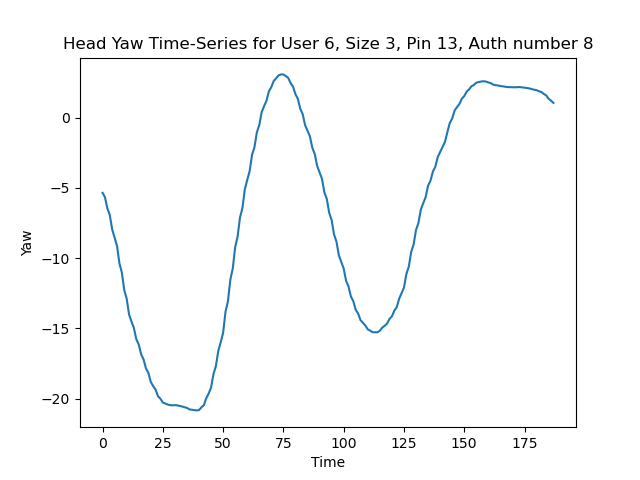 Head Yaw Time-Series for User 6, Size 3, Pin 13, Auth number 8
0
−5
−10
−15
−20
Yaw
0 25 50 75 100 125 150 175
Time